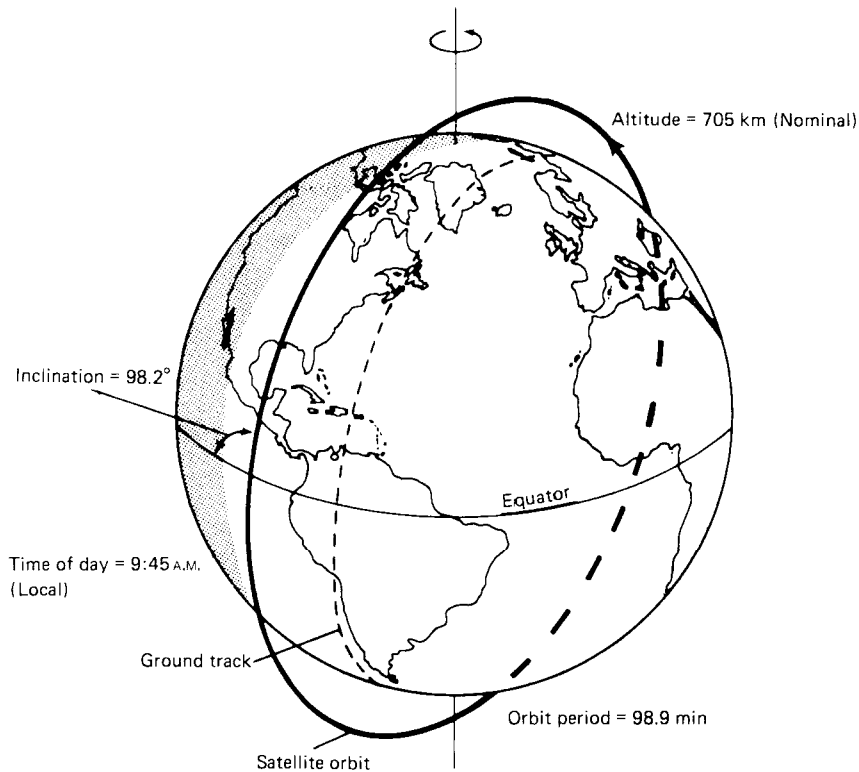 Altitude = 705 km (Nominal)
Inclination = 98.2°
Equator
Time of day = 9:45 A.M.
(Local)
Ground track
Orbit period = 98.9 min
Satellite orbit